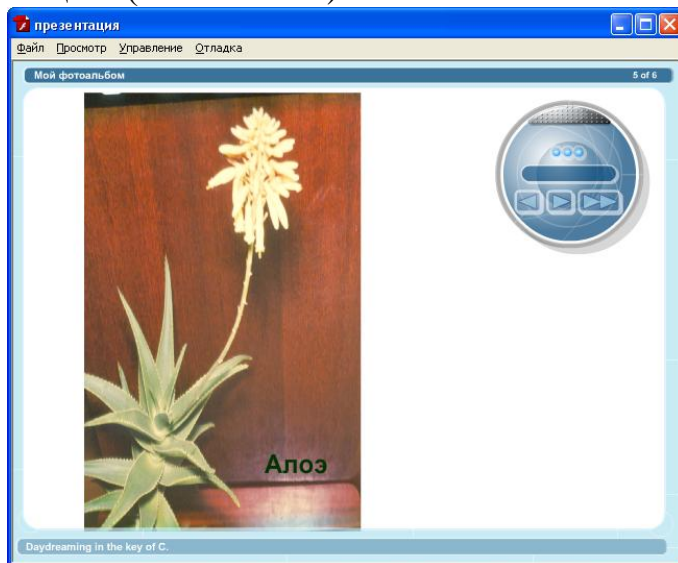 презентация
Файл Просмотр Управление Отладка
Мой фотоальбом 5 of 6
Алоэ
Daydreaming in the key of C.